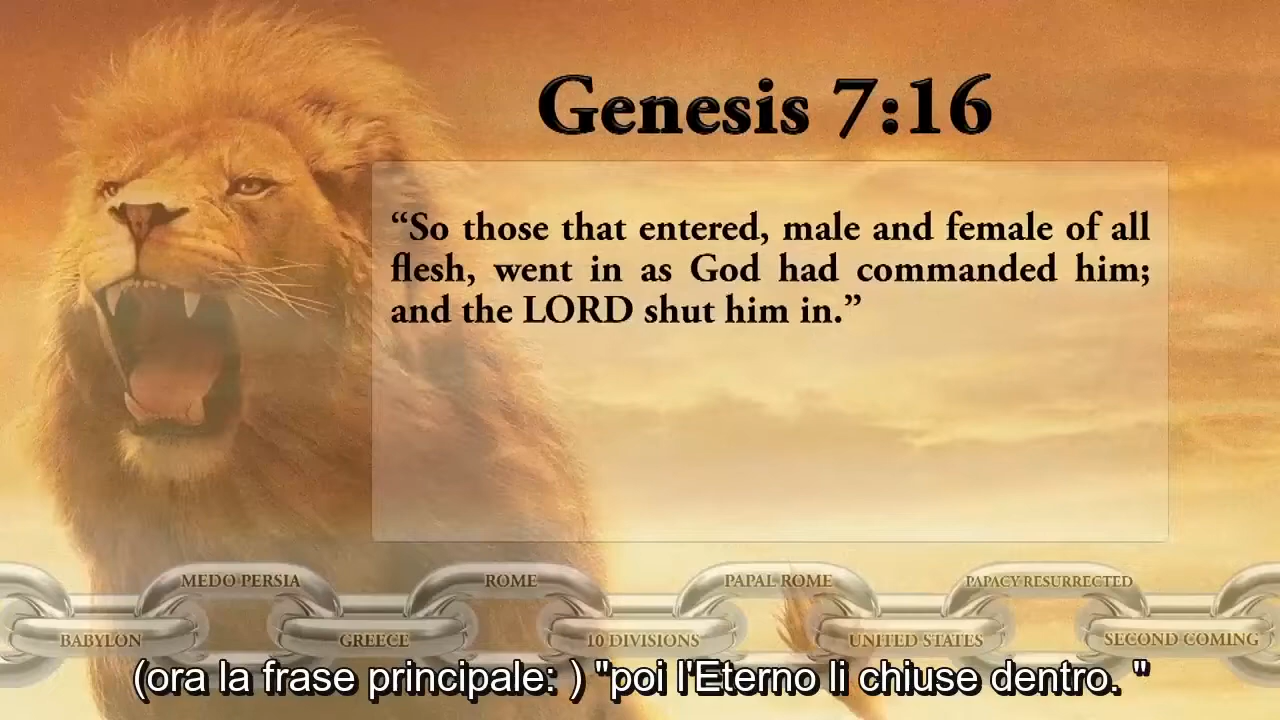 Genesis 7:16
“So those that entered, male and female of all
flesh, went in as God had commanded him;
and the LORD shut him in.”
MEDO PERSIA
ROME
PAPAL ROME
PAPACY RESURRECTED
BABYLON
GREECE
10 DIVISIONS
UNITED STATES
SECOND COMING
(ora la frase principale: ) "poi l'Eterno li chiuse dentro. "